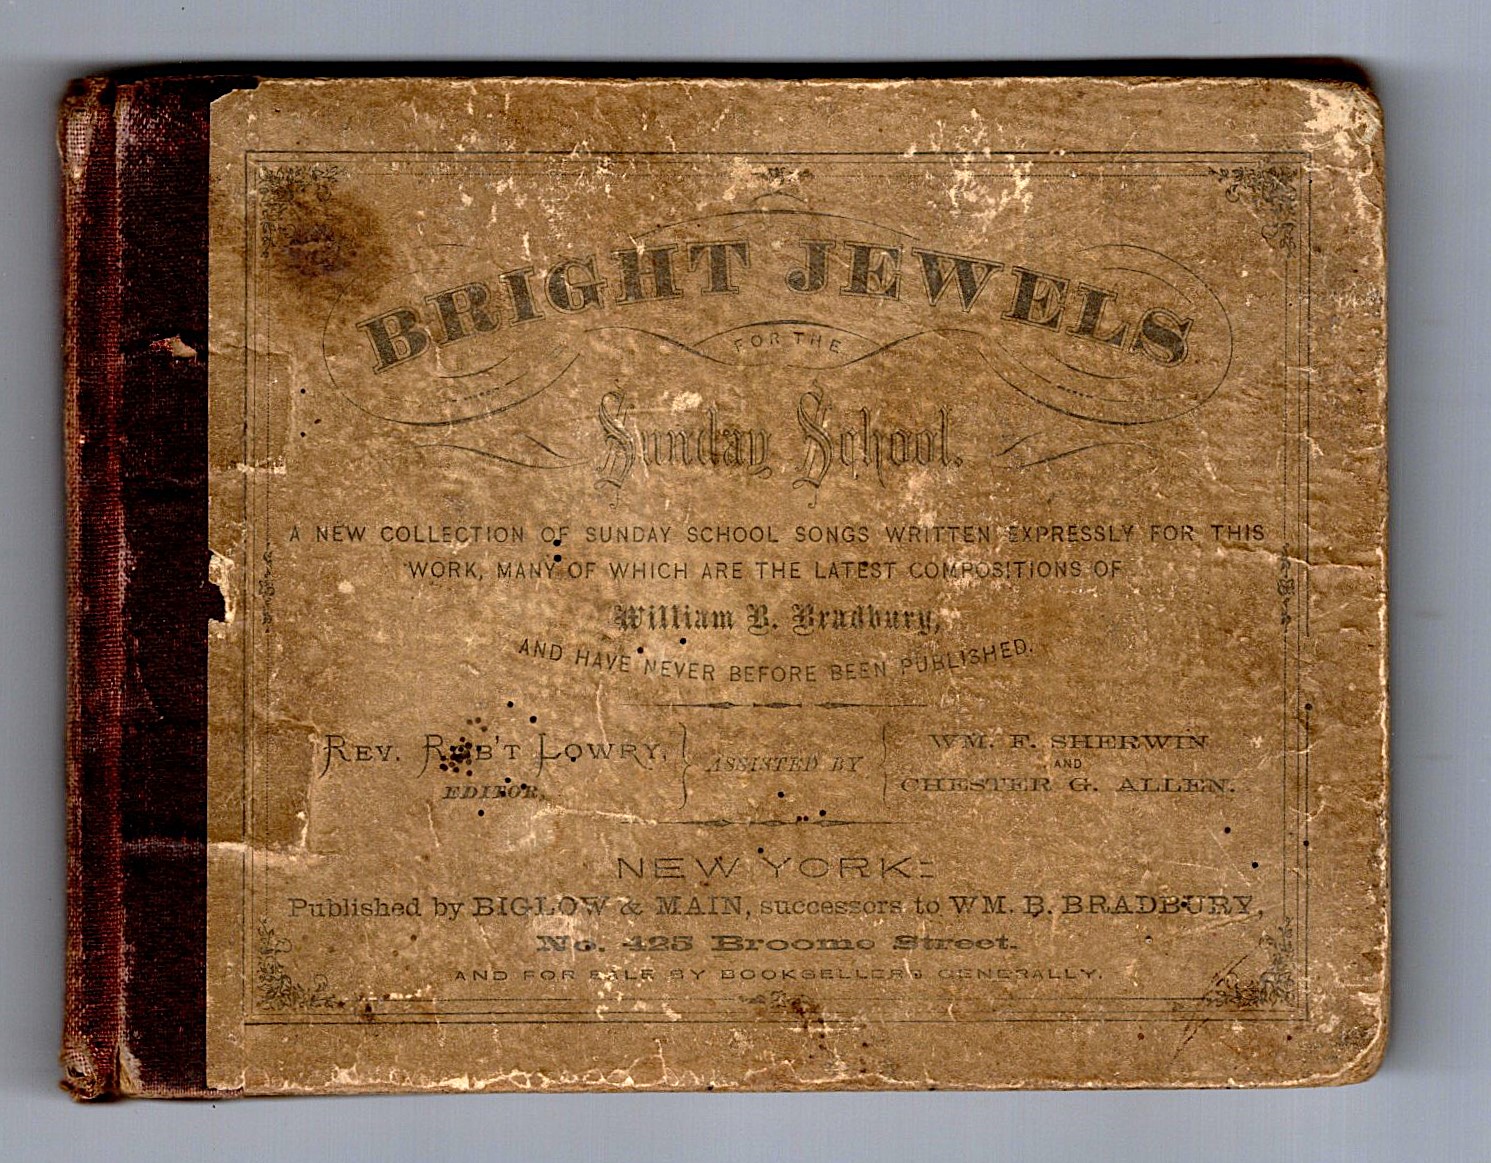 BRIGHT JEWELS
FOR THE
Sunday School.
A NEW COLLECTION OF SUNDAY SCHOOL SONGS WRITTEN EXPRESSLY FOR THIS
WORK, MANY OF WHICH ARE THE LATEST COMPOSITIONS OF
William B. Bradbury,
AND HAVE NEVER BEFORE BEEN PUBLISHED.
REV. ROB'T LOWRY,
EDITOR,
ASSISTED BY
WM. F. SHERWIN
AND
CHESTER G. ALLEN.
NEW YORK:
Published by BIGLOW & MAIN, successors to WM. B. BRADBURY,
No. 425 Broome Street.
AND FOR SALE BY BOOKSELLERS GENERALLY.